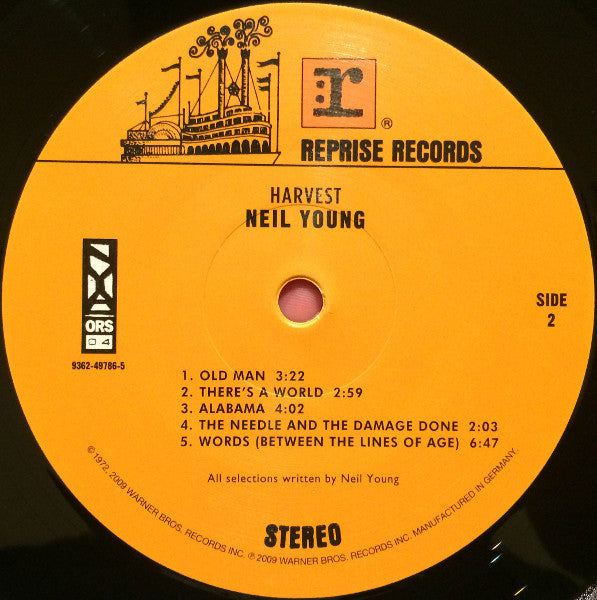 r
®
REPRISE RECORDS
HARVEST
NEIL YOUNG
NYA
ORS
04
9362-49786-5
SIDE
2
1. OLD MAN 3:22
2. THERE'S A WORLD 2:59
3. ALABAMA 4:02
4. THE NEEDLE AND THE DAMAGE DONE 2:03
5. WORDS (BETWEEN THE LINES OF AGE) 6:47
All selections written by Neil Young
STEREO
© 1972, 2009 WARNER BROS. RECORDS INC. ℗ 2009 WARNER BROS. RECORDS INC. MANUFACTURED IN GERMANY.